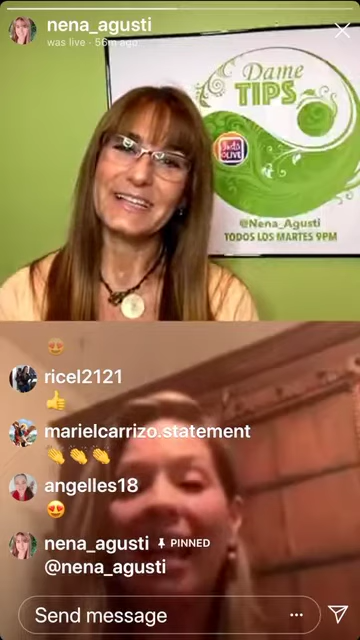 nena_agusti
was live · 56m ago
Dame
TIPS
InstaOLIVE
@Nena_Agusti
TODOS LOS MARTES 9PM
ricel2121
marielcarrizo.statement
angelles18
nena_agusti PINNED
@nena_agusti
Send message